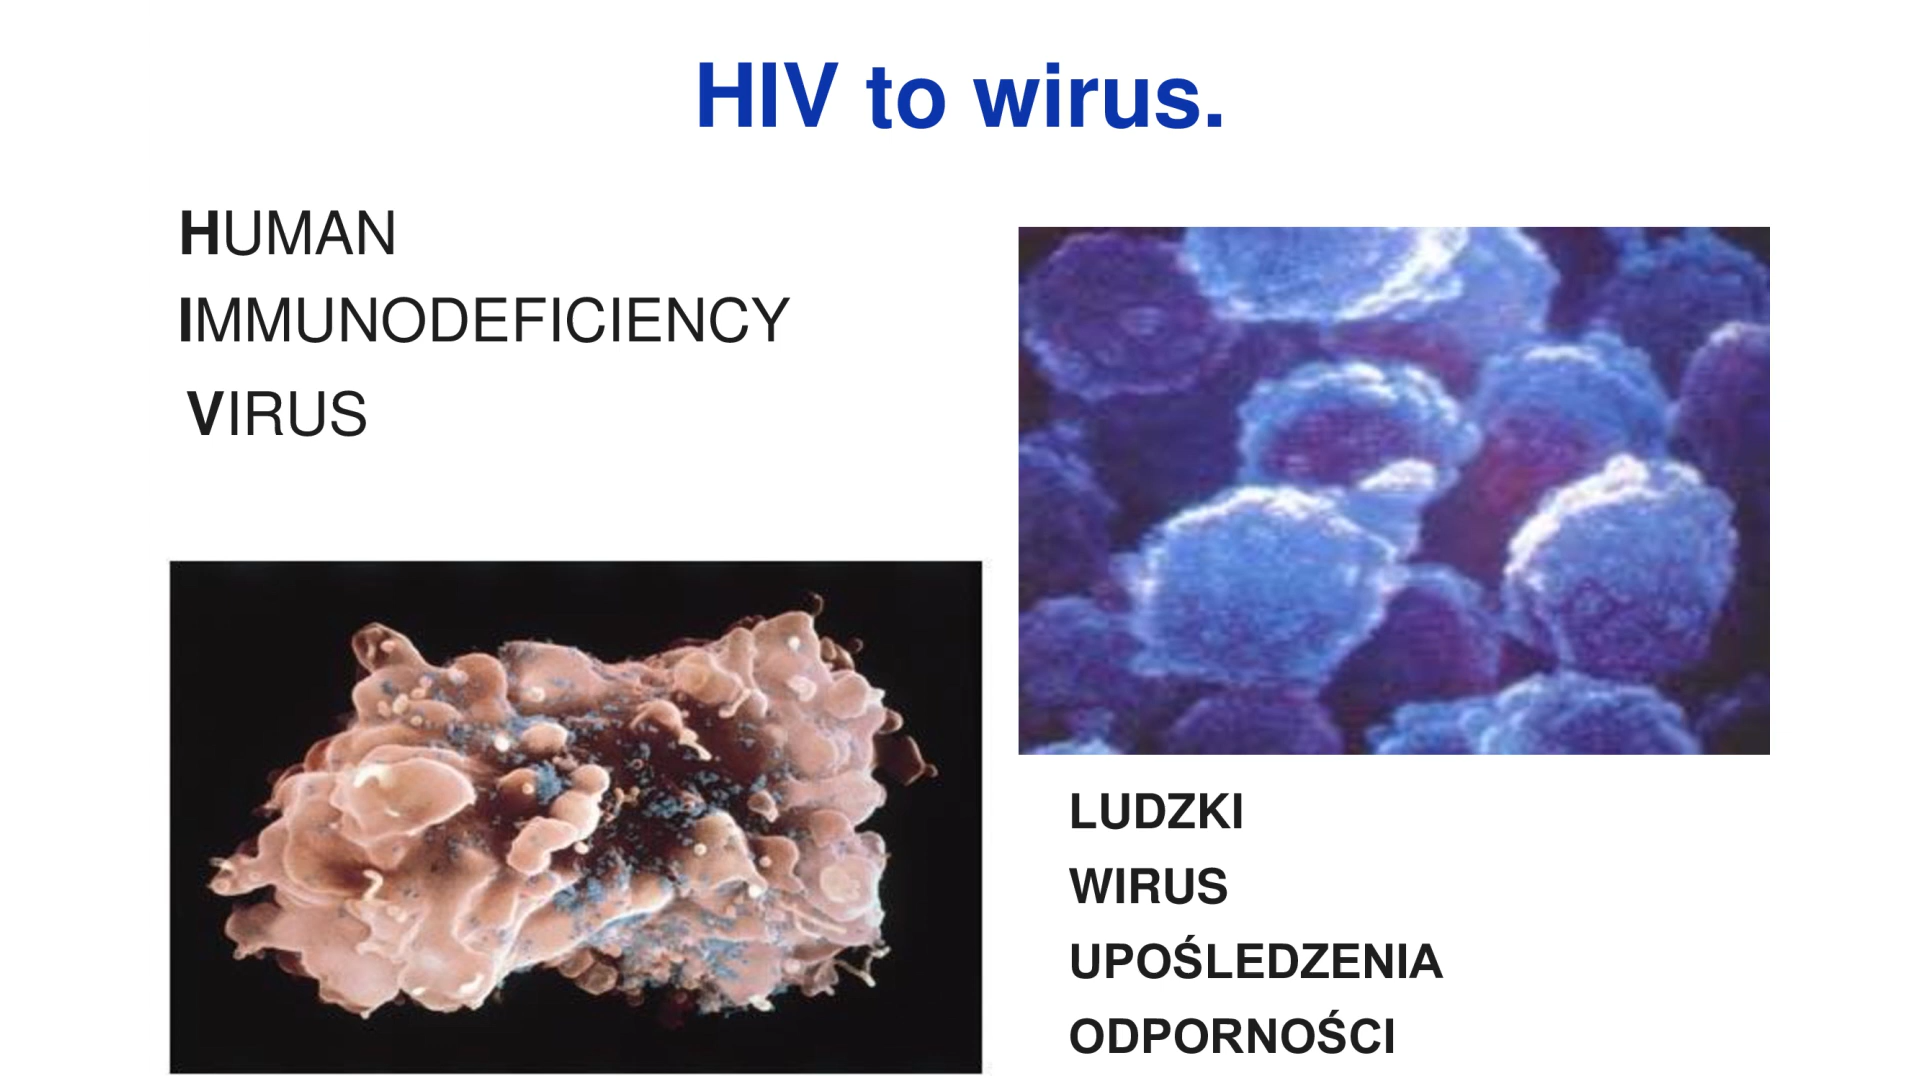 HIV to wirus.
HUMAN
IMMUNODEFICIENCY
VIRUS
LUDZKI
WIRUS
UPOŚLEDZENIA
ODPORNOŚCI